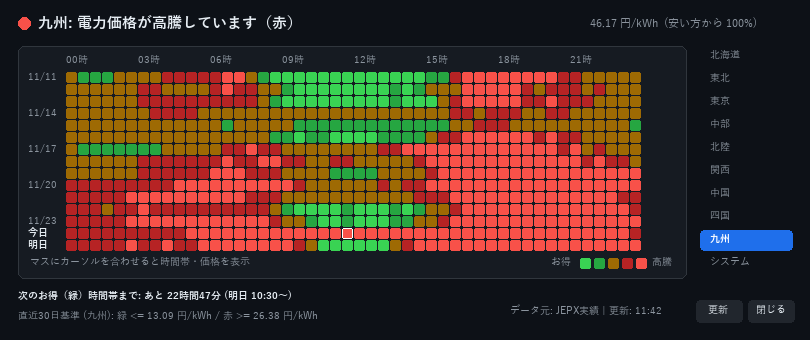 九州: 電力価格が高騰しています（赤）
46.17 円/kWh（安い方から 100%）
00時 03時 06時 09時 12時 15時 18時 21時
11/11
11/14
11/17
11/20
11/23
今日
明日
マスにカーソルを合わせると時間帯・価格を表示
お得 高騰
北海道
東北
東京
中部
北陸
関西
中国
四国
九州
システム
次のお得（緑）時間帯まで: あと 22時間47分 (明日 10:30〜)
直近30日基準 (九州): 緑 <= 13.09 円/kWh / 赤 >= 26.38 円/kWh
データ元: JEPX実績 | 更新: 11:42
更新 閉じる